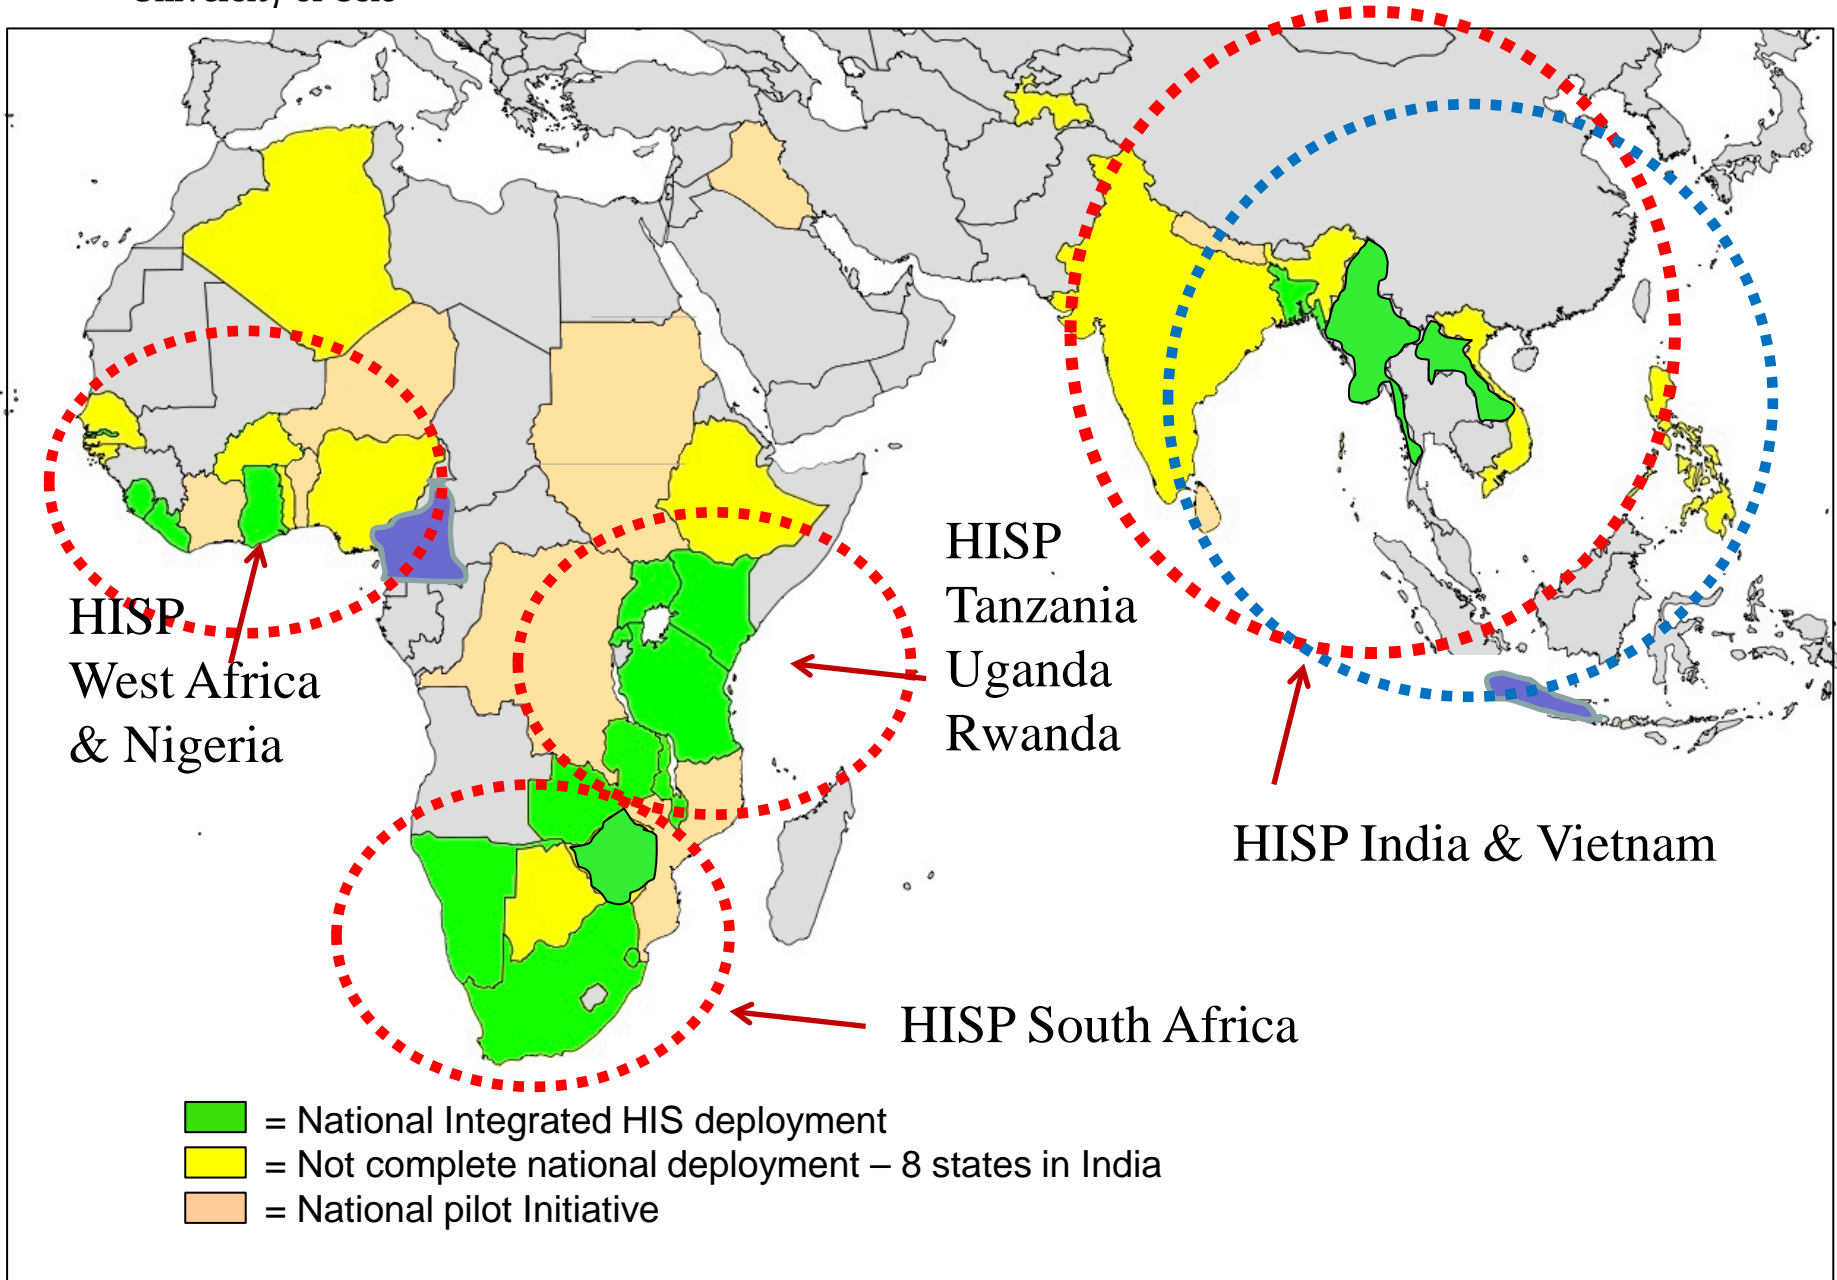 HISP
West Africa
& Nigeria
HISP
Tanzania
Uganda
Rwanda
HISP India & Vietnam
HISP South Africa
= National Integrated HIS deployment
= Not complete national deployment – 8 states in India
= National pilot Initiative